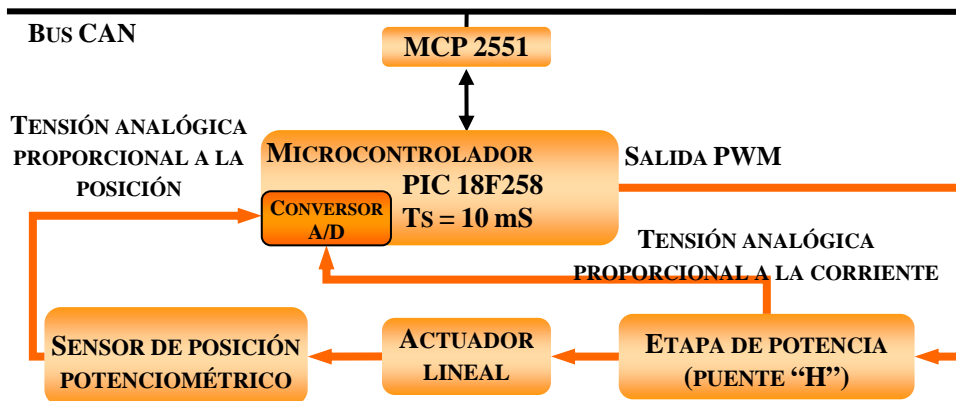 BUS CAN
MCP 2551
TENSIÓN ANALÓGICA
PROPORCIONAL A LA
POSICIÓN
MICROCONTROLADOR
PIC 18F258
TS = 10 mS
CONVERSOR
A/D
SALIDA PWM
TENSIÓN ANALÓGICA
PROPORCIONAL A LA CORRIENTE
SENSOR DE POSICIÓN
POTENCIOMÉTRICO
ACTUADOR
LINEAL
ETAPA DE POTENCIA
(PUENTE “H”)